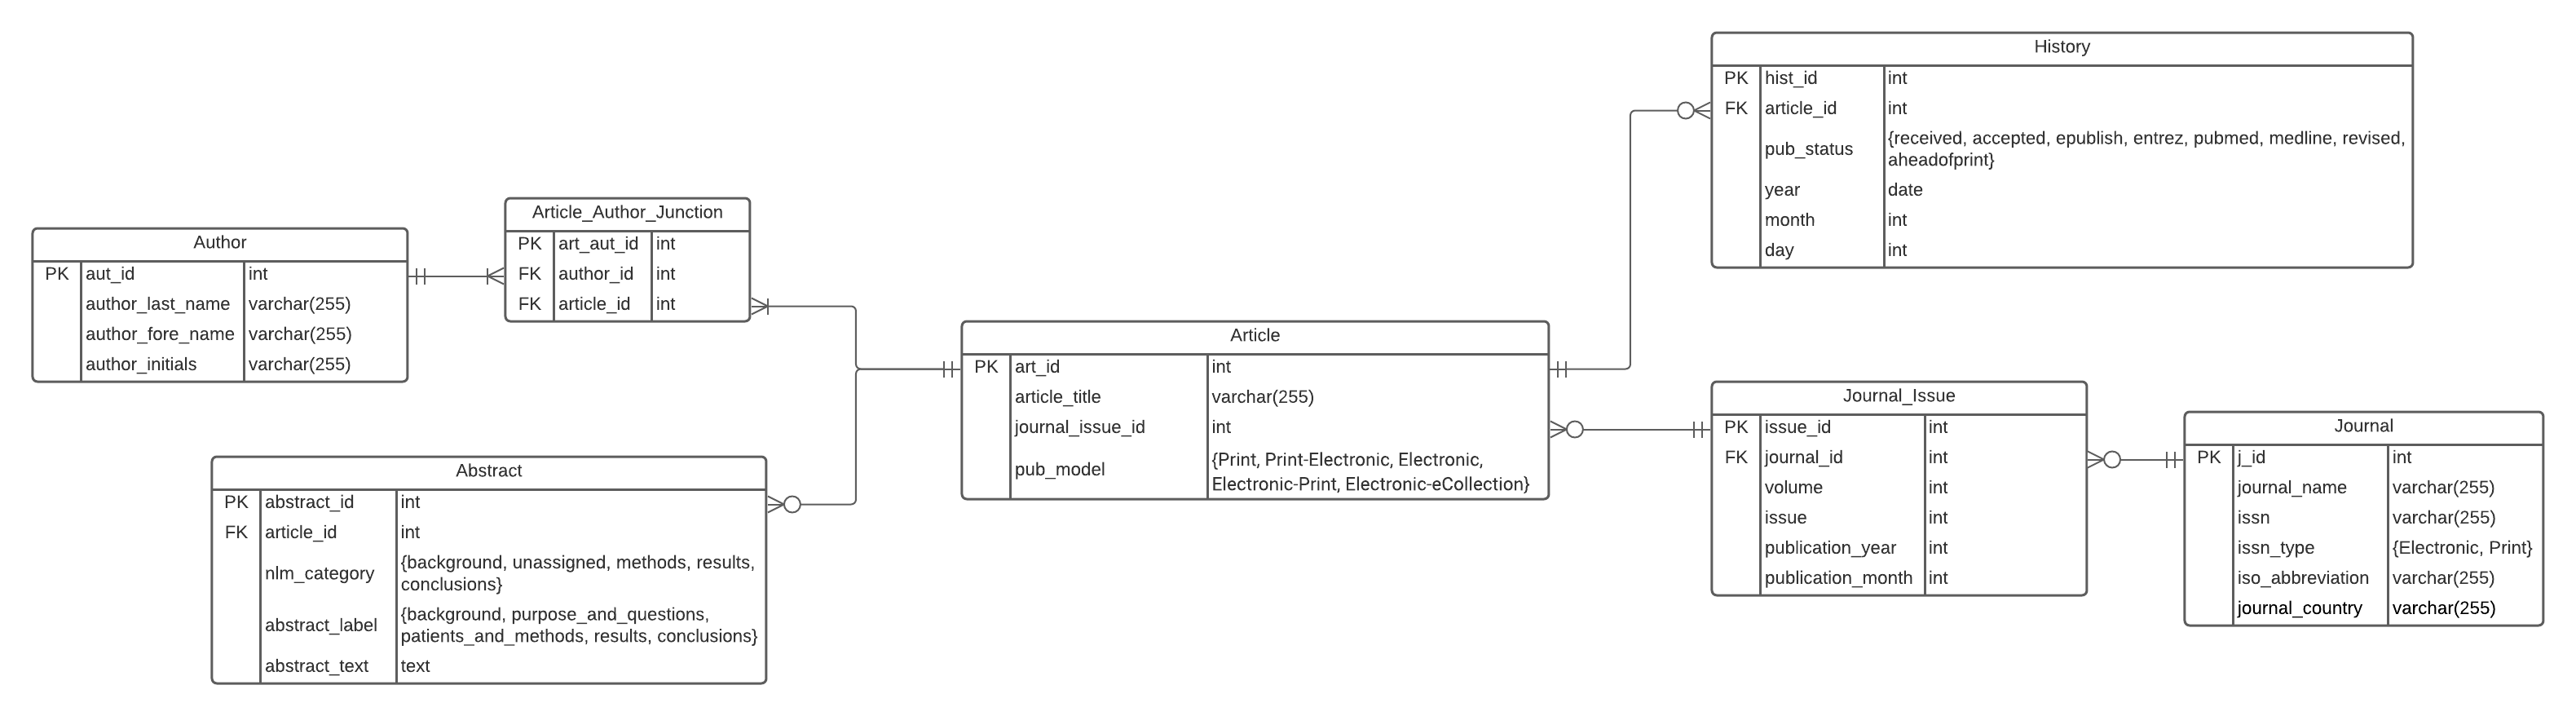 History
PK hist_id int
FK article_id int
pub_status {received, accepted, epublish, entrez, pubmed, medline, revised,
aheadofprint}
year date
month int
day int
Article_Author_Junction
PK art_aut_id int
FK author_id int
FK article_id int
Author
PK aut_id int
author_last_name varchar(255)
author_fore_name varchar(255)
author_initials varchar(255)
Article
PK art_id int
article_title varchar(255)
journal_issue_id int
pub_model {Print, Print-Electronic, Electronic,
Electronic-Print, Electronic-eCollection}
Journal_Issue
PK issue_id int
FK journal_id int
volume int
issue int
publication_year int
publication_month int
Journal
PK j_id int
journal_name varchar(255)
issn varchar(255)
issn_type {Electronic, Print}
iso_abbreviation varchar(255)
journal_country varchar(255)
Abstract
PK abstract_id int
FK article_id int
nlm_category {background, unassigned, methods, results,
conclusions}
abstract_label {background, purpose_and_questions,
patients_and_methods, results, conclusions}
abstract_text text